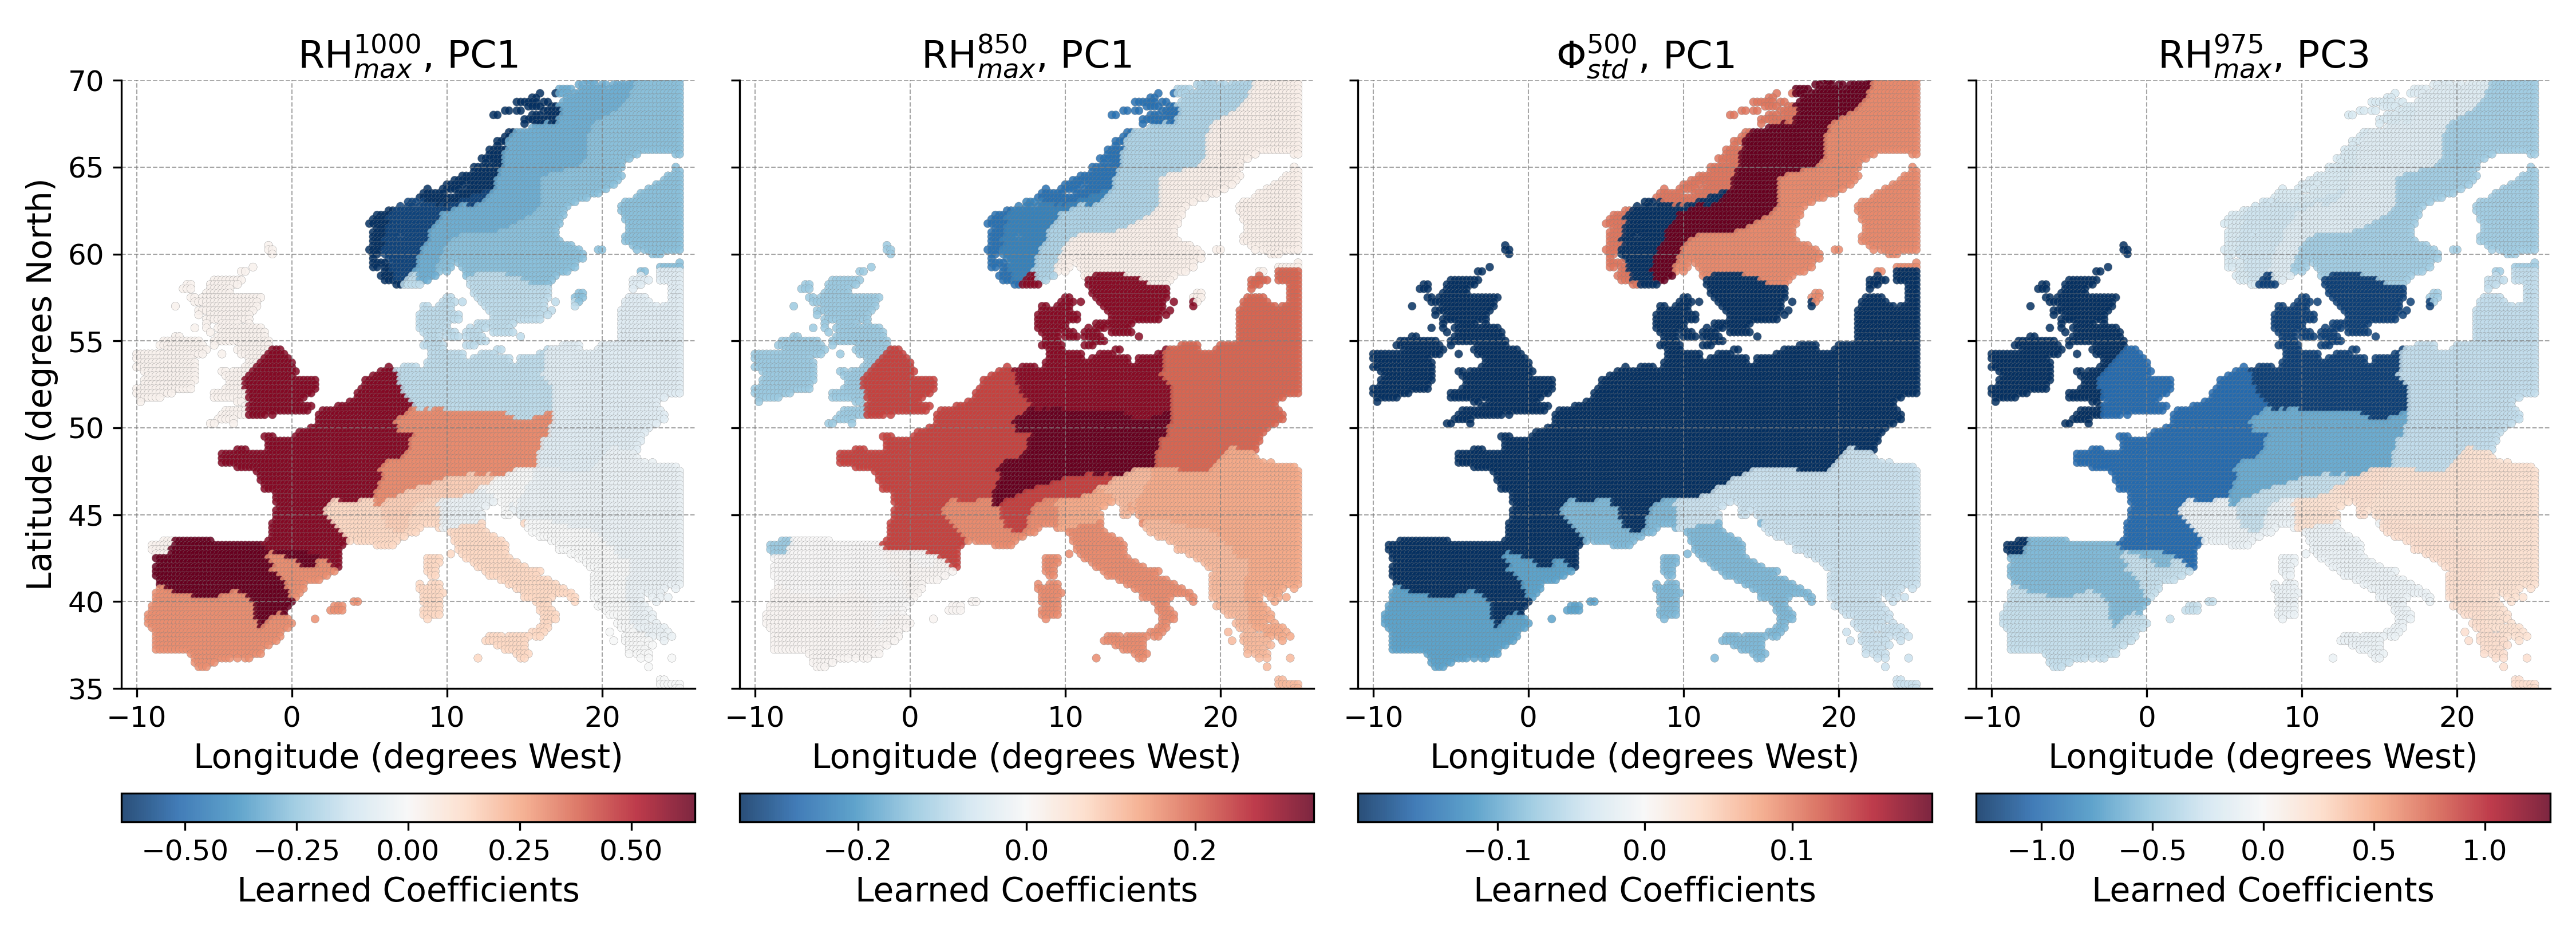 RH^{1000}_{max}, PC1
RH^{850}_{max}, PC1
Φ^{500}_{std}, PC1
RH^{975}_{max}, PC3
Latitude (degrees North)
70
65
60
55
50
45
40
35
−10 0 10 20
−10 0 10 20
−10 0 10 20
−10 0 10 20
Longitude (degrees West)
Longitude (degrees West)
Longitude (degrees West)
Longitude (degrees West)
−0.50 −0.25 0.00 0.25 0.50
−0.2 0.0 0.2
−0.1 0.0 0.1
−1.0 −0.5 0.0 0.5 1.0
Learned Coefficients
Learned Coefficients
Learned Coefficients
Learned Coefficients